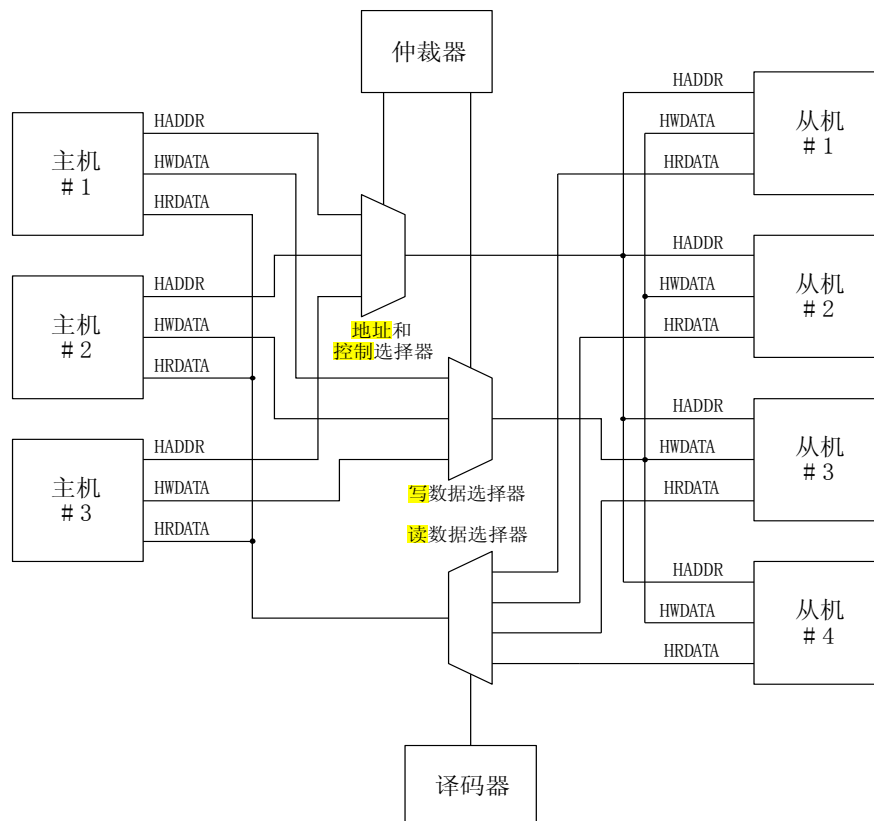 仲裁器
主机
#1
HADDR
HWDATA
HRDATA
主机
#2
HADDR
HWDATA
HRDATA
主机
#3
HADDR
HWDATA
HRDATA
地址和
控制选择器
写数据选择器
读数据选择器
译码器
HADDR
HWDATA
HRDATA
从机
#1
HADDR
HWDATA
HRDATA
从机
#2
HADDR
HWDATA
HRDATA
从机
#3
HADDR
HWDATA
HRDATA
从机
#4